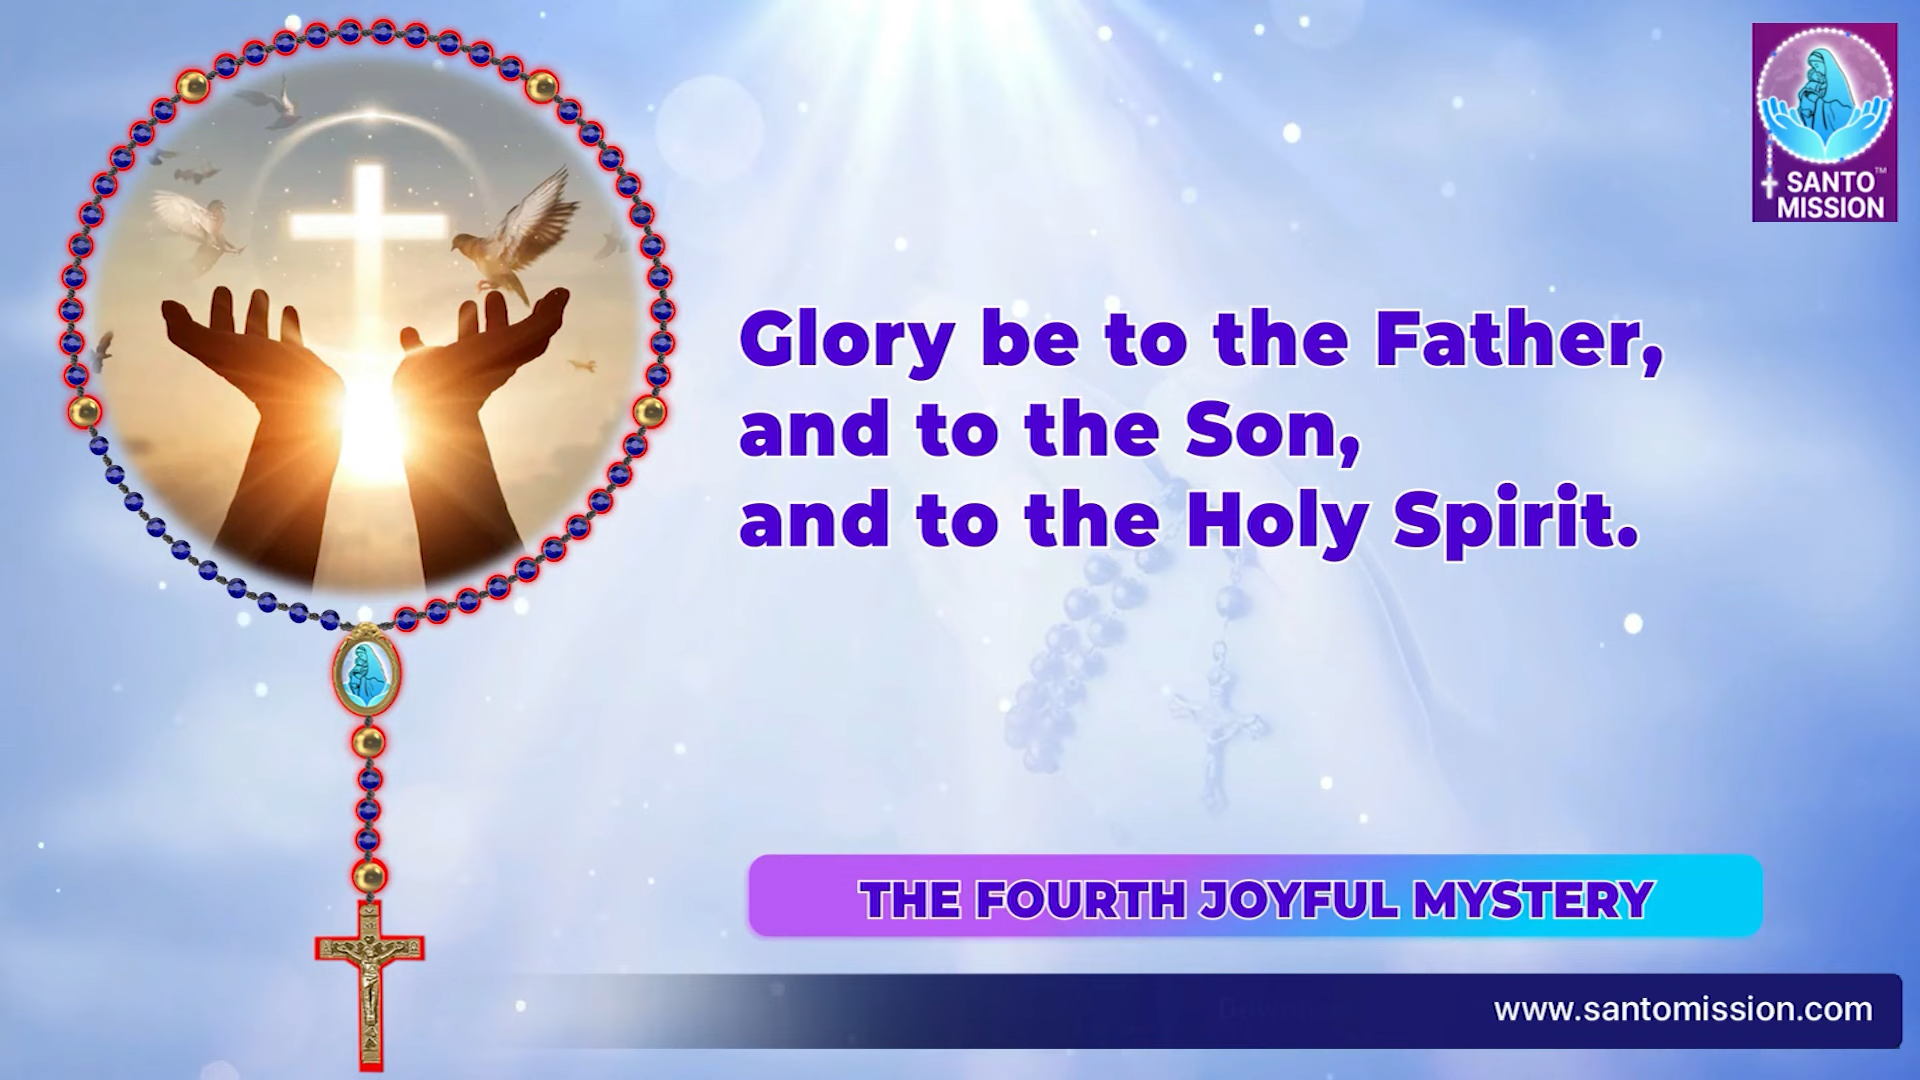 SANTO™
MISSION
Glory be to the Father,
and to the Son,
and to the Holy Spirit.
THE FOURTH JOYFUL MYSTERY
www.santomission.com